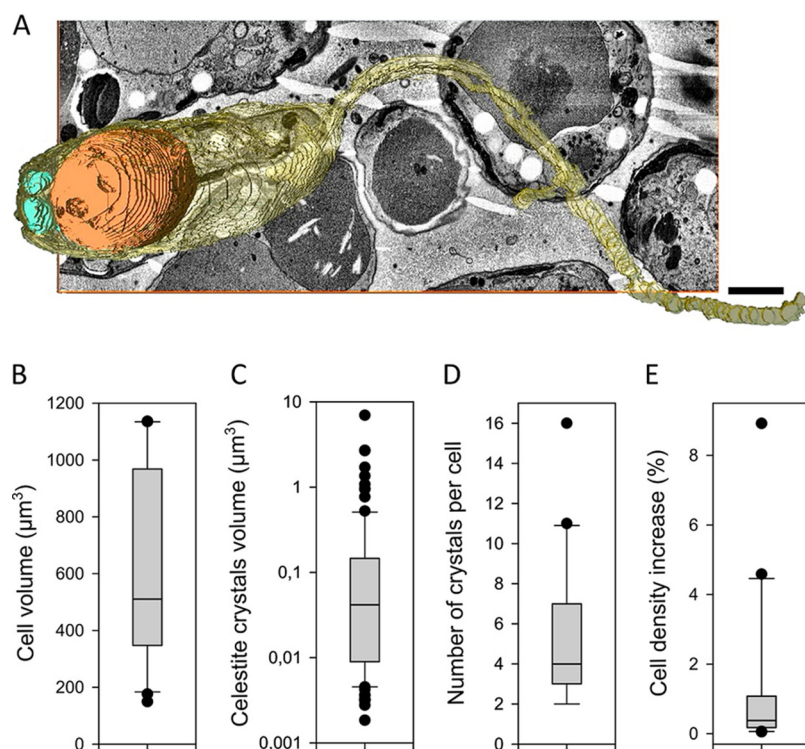 A
B
C
D
E
Cell volume (µm³)
1200
1000
800
600
400
200
0
Celestite crystals volume (µm³)
10
1
0,1
0,01
0.001
Number of crystals per cell
16
14
12
10
8
6
4
2
0
Cell density increase (%)
8
6
4
2
0